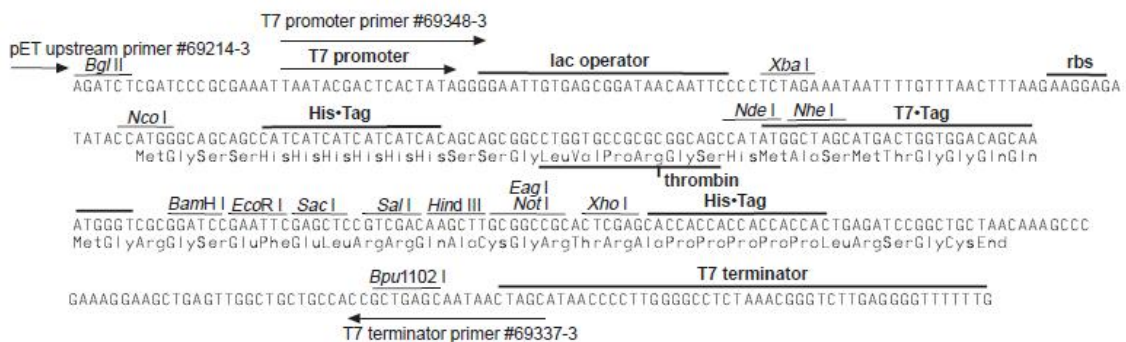 T7 promoter primer #69348-3
pET upstream primer #69214-3
Bgl II T7 promoter lac operator Xba I rbs
AGATCTCGATCCCGCGAAATTAATACGACTCACTATAGGGGAATTGTGAGCGGATAACAATTCCCCTCTAGAAATAATTTTGTTTAACTTTAAGAAGGAGA
Nco I His•Tag Nde I Nhe I T7•Tag
TATACCATGGGCAGCAGCCATCATCATCATCATCACAGCAGCGGCCTGGTGCCGCGCGGCAGCCATATGGCTAGCATGACTGGTGGACAGCAA
MetGlySerSerHisHisHisHisHisHisSerSerGlyLeuValProArgGlySerHisMetAlaSerMetThrGlyGlyGlnGln
thrombin
BamH I EcoR I Sac I Sal I Hind III Eag I Not I Xho I His•Tag
ATGGGTCGCGGATCCGAATTCGAGCTCCGTCGACAAGCTTGCGGCCGCACTCGAGCACCACCACCACCACCACTGAGATCCGGCTGCTAACAAAGCCC
MetGlyArgGlySerGluPheGluLeuArgArgGlnAlaCysGlyArgThrArgAlaProProProProProProLeuArgSerGlyCysEnd
Bpu1102 I T7 terminator
GAAAGGAAGCTGAGTTGGCTGCTGCCACCGCTGAGCAATAACTAGCATAACCCCTTGGGGCCTCTAAACGGGTCTTGAGGGGTTTTTTG
T7 terminator primer #69337-3